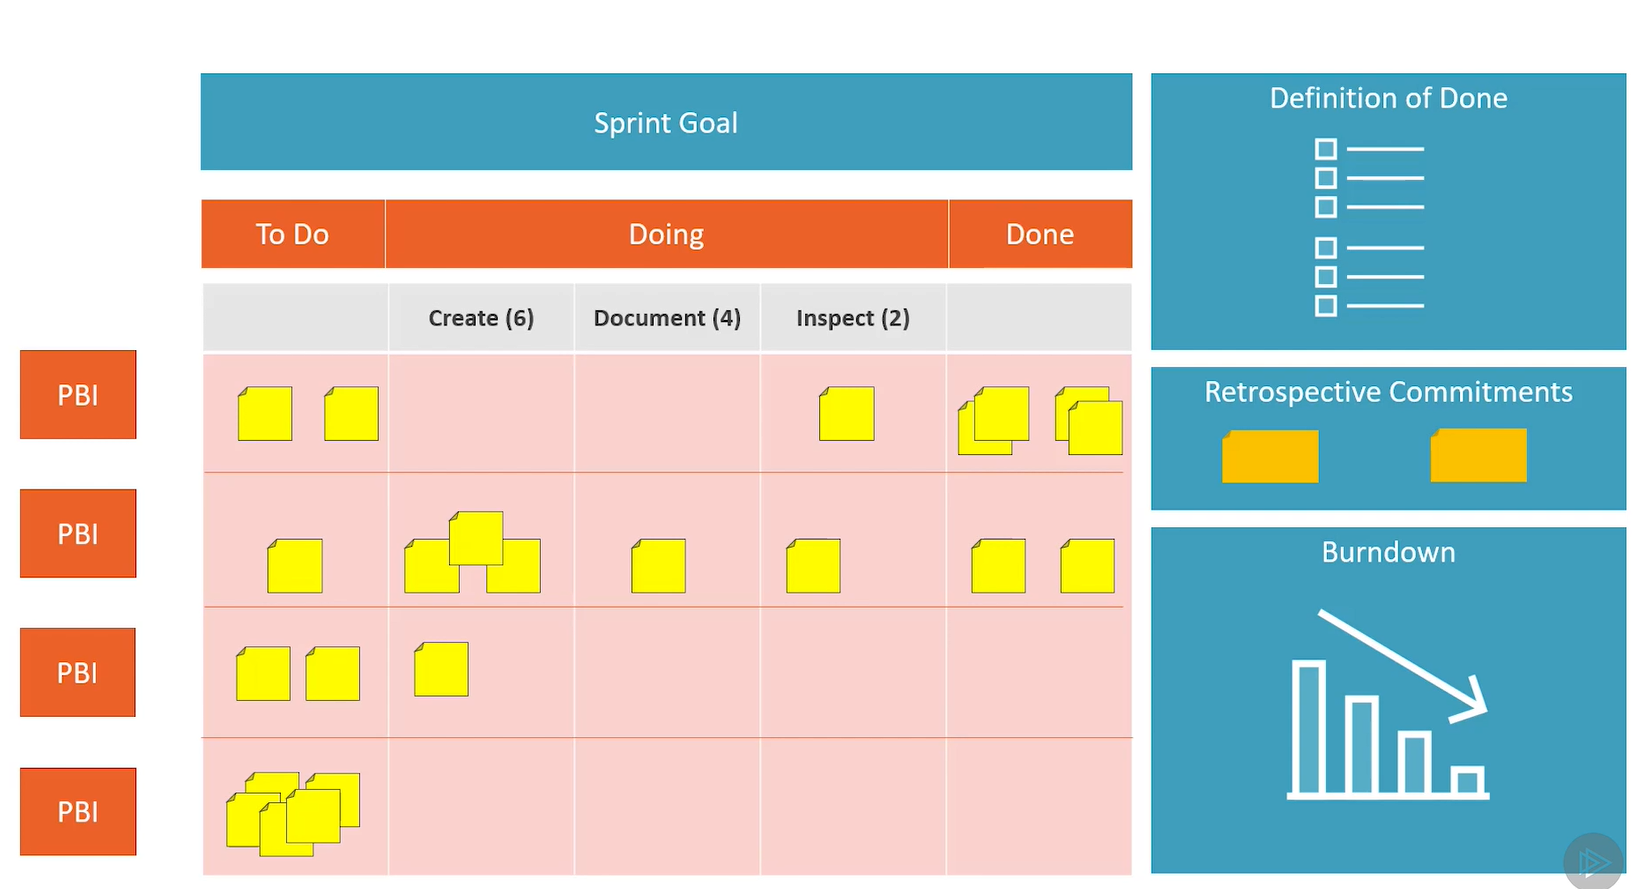 Sprint Goal
To Do
Doing
Done
Create (6)
Document (4)
Inspect (2)
PBI
PBI
PBI
PBI
Definition of Done
Retrospective Commitments
Burndown